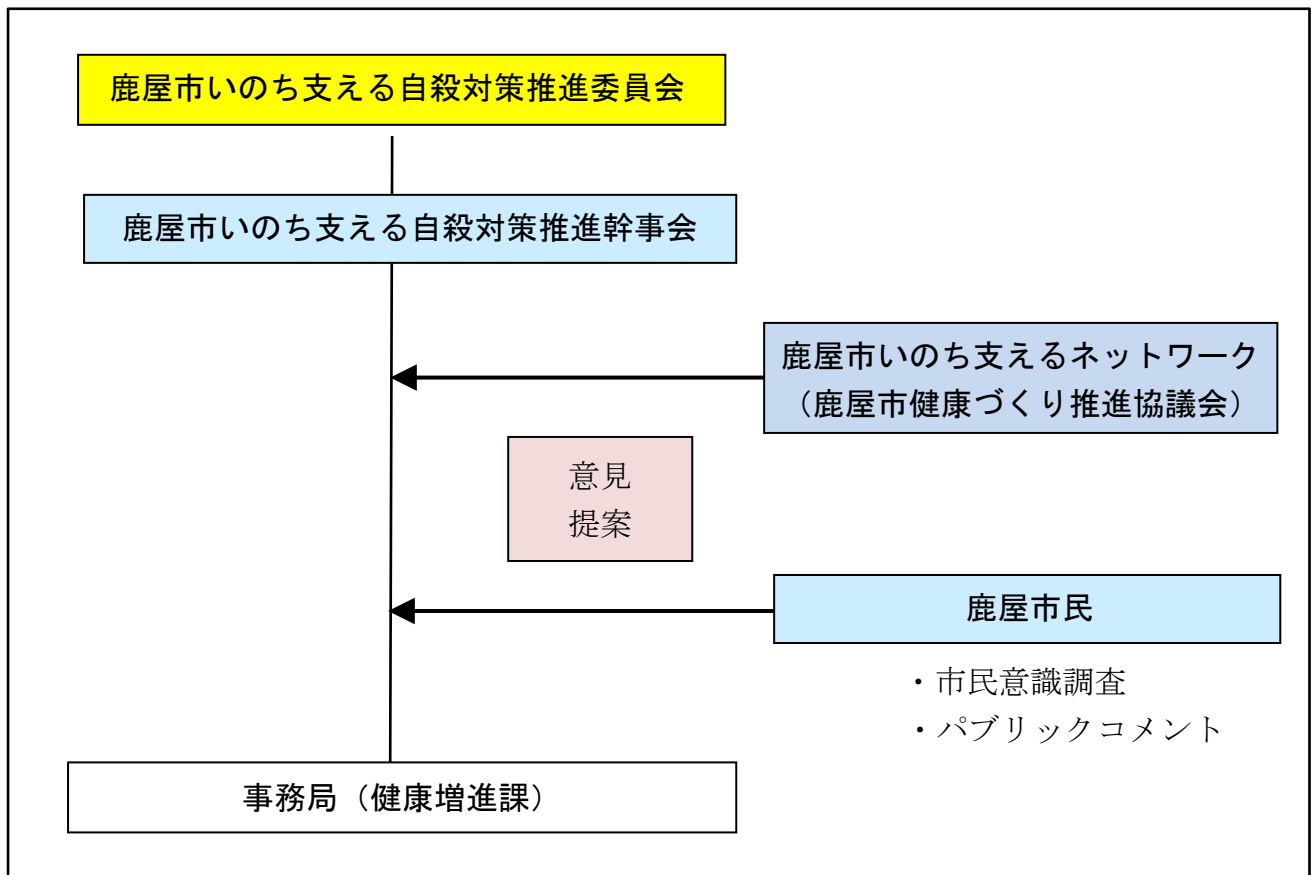 鹿屋市いのち支える自殺対策推進委員会
鹿屋市いのち支える自殺対策推進幹事会
鹿屋市いのち支えるネットワーク
（鹿屋市健康づくり推進協議会）
意見
提案
鹿屋市民
・市民意識調査
・パブリックコメント
事務局（健康増進課）